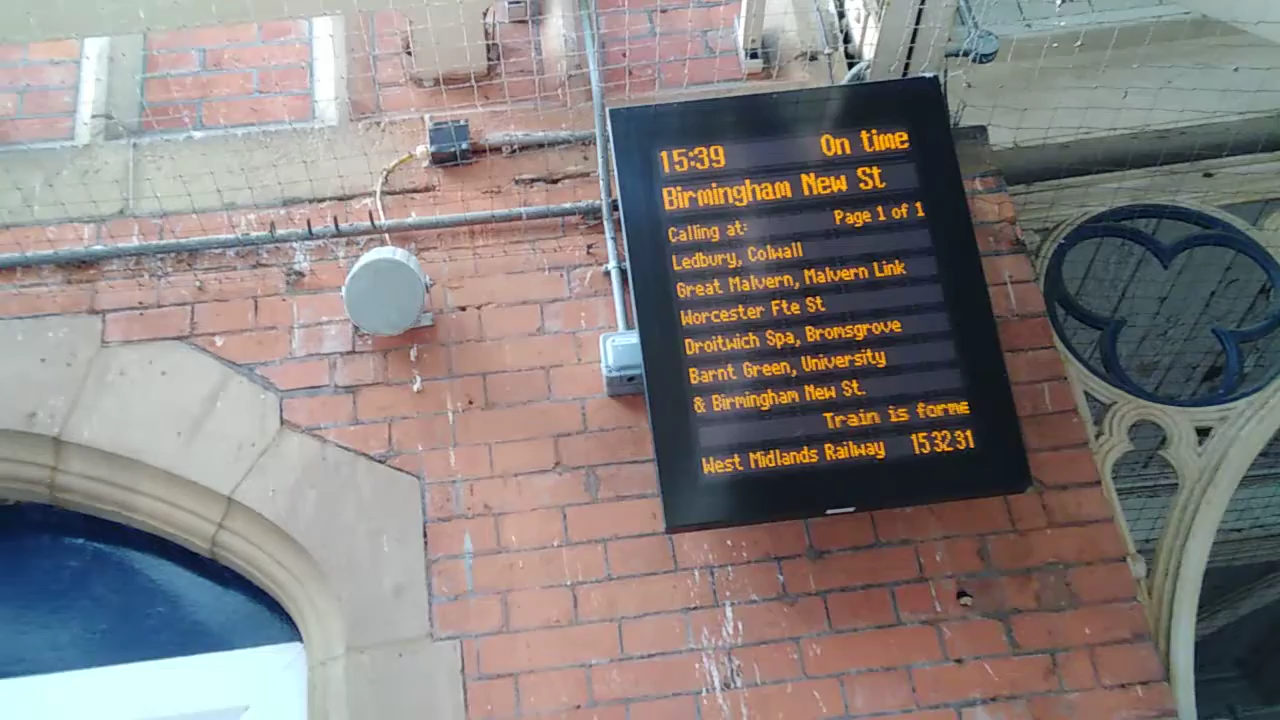 15:39 On time
Birmingham New St
Calling at: Page 1 of 1
Ledbury, Colwall
Great Malvern, Malvern Link
Worcester Fte St
Droitwich Spa, Bromsgrove
Barnt Green, University
& Birmingham New St.
Train is forme
West Midlands Railway 15 32 31